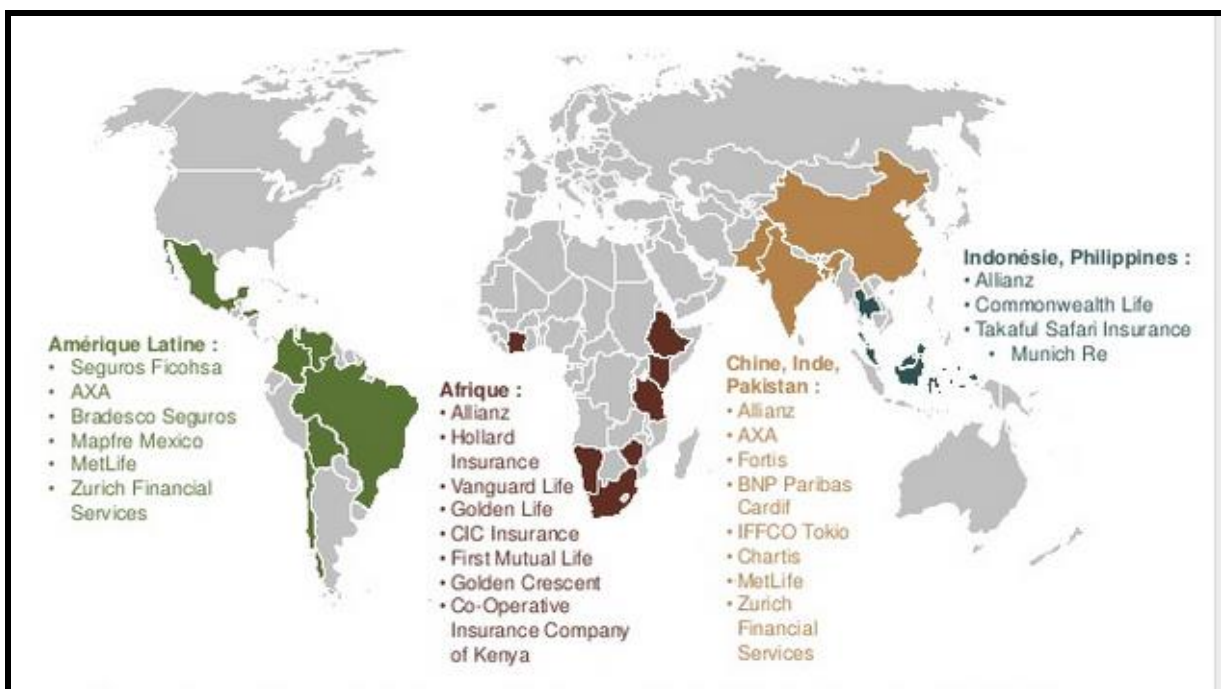 Amérique Latine :
• Seguros Ficohsa
• AXA
• Bradesco Seguros
• Mapfre Mexico
• MetLife
• Zurich Financial
Services
Afrique :
• Allianz
• Hollard
Insurance
• Vanguard Life
• Golden Life
• CIC Insurance
• First Mutual Life
• Golden Crescent
• Co-Operative
Insurance Company
of Kenya
Chine, Inde,
Pakistan :
• Allianz
• AXA
• Fortis
• BNP Paribas
Cardif
• IFFCO Tokio
• Chartis
• MetLife
• Zurich
Financial
Services
Indonésie, Philippines :
• Allianz
• Commonwealth Life
• Takaful Safari Insurance
• Munich Re